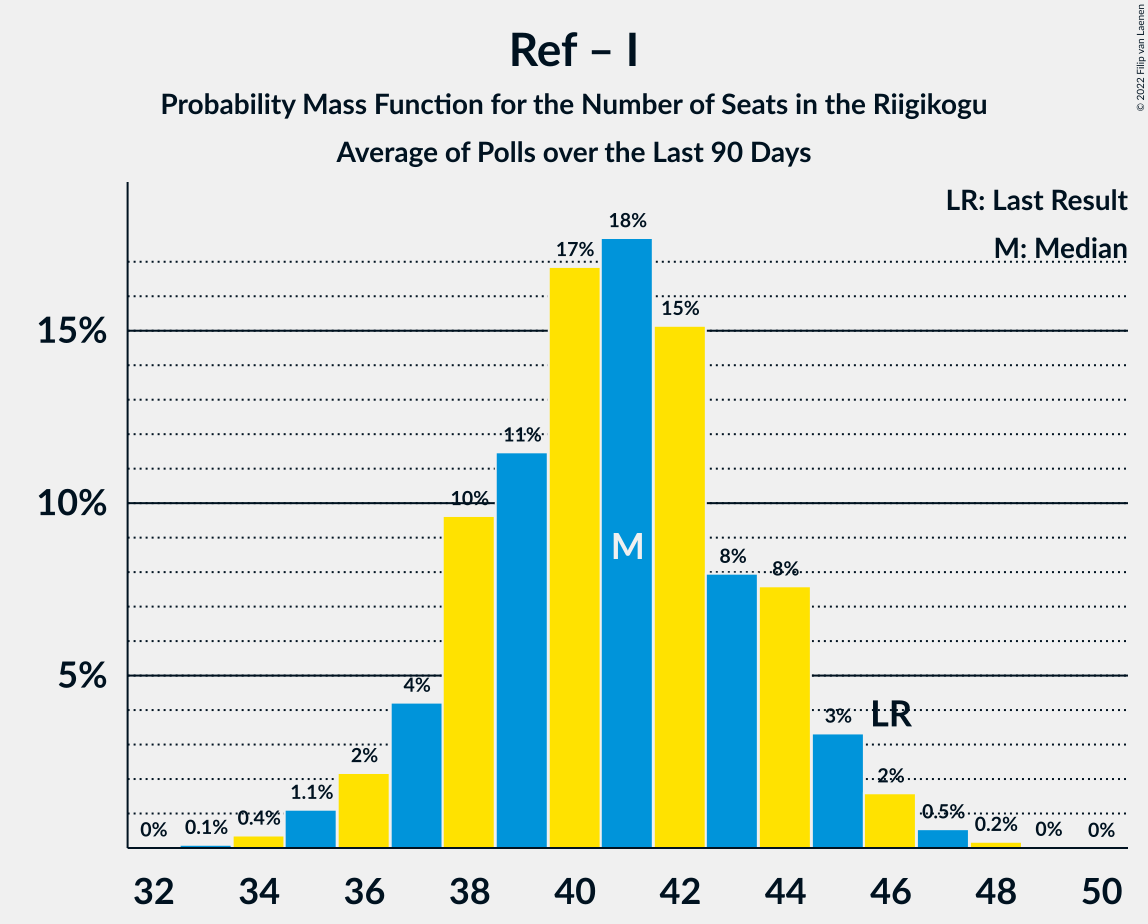 Ref – I
Probability Mass Function for the Number of Seats in the Riigikogu
Average of Polls over the Last 90 Days
© 2022 Filip van Laenen
LR: Last Result
M: Median
15%
10%
5%
0% 0.1% 0.4% 1.1% 2% 4% 10% 11% 17% 18% 15% 8% 8% 3% 2% 0.5% 0.2% 0% 0%
M
LR
32 34 36 38 40 42 44 46 48 50